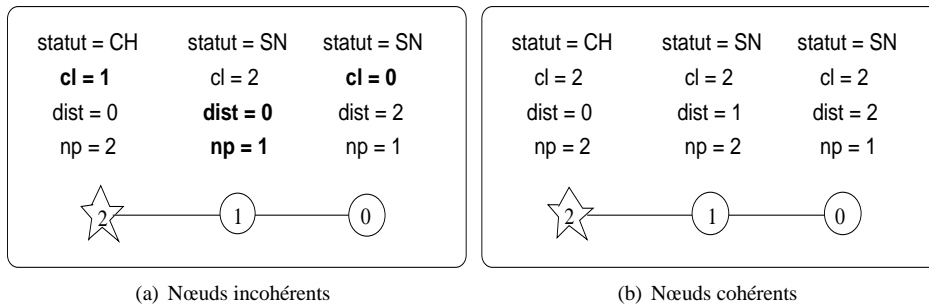 statut = CH statut = SN statut = SN
cl = 1 cl = 2 cl = 0
dist = 0 dist = 0 dist = 2
np = 2 np = 1 np = 1
2 1 0
(a) Nœuds incohérents
statut = CH statut = SN statut = SN
cl = 2 cl = 2 cl = 2
dist = 0 dist = 1 dist = 2
np = 2 np = 2 np = 1
2 1 0
(b) Nœuds cohérents